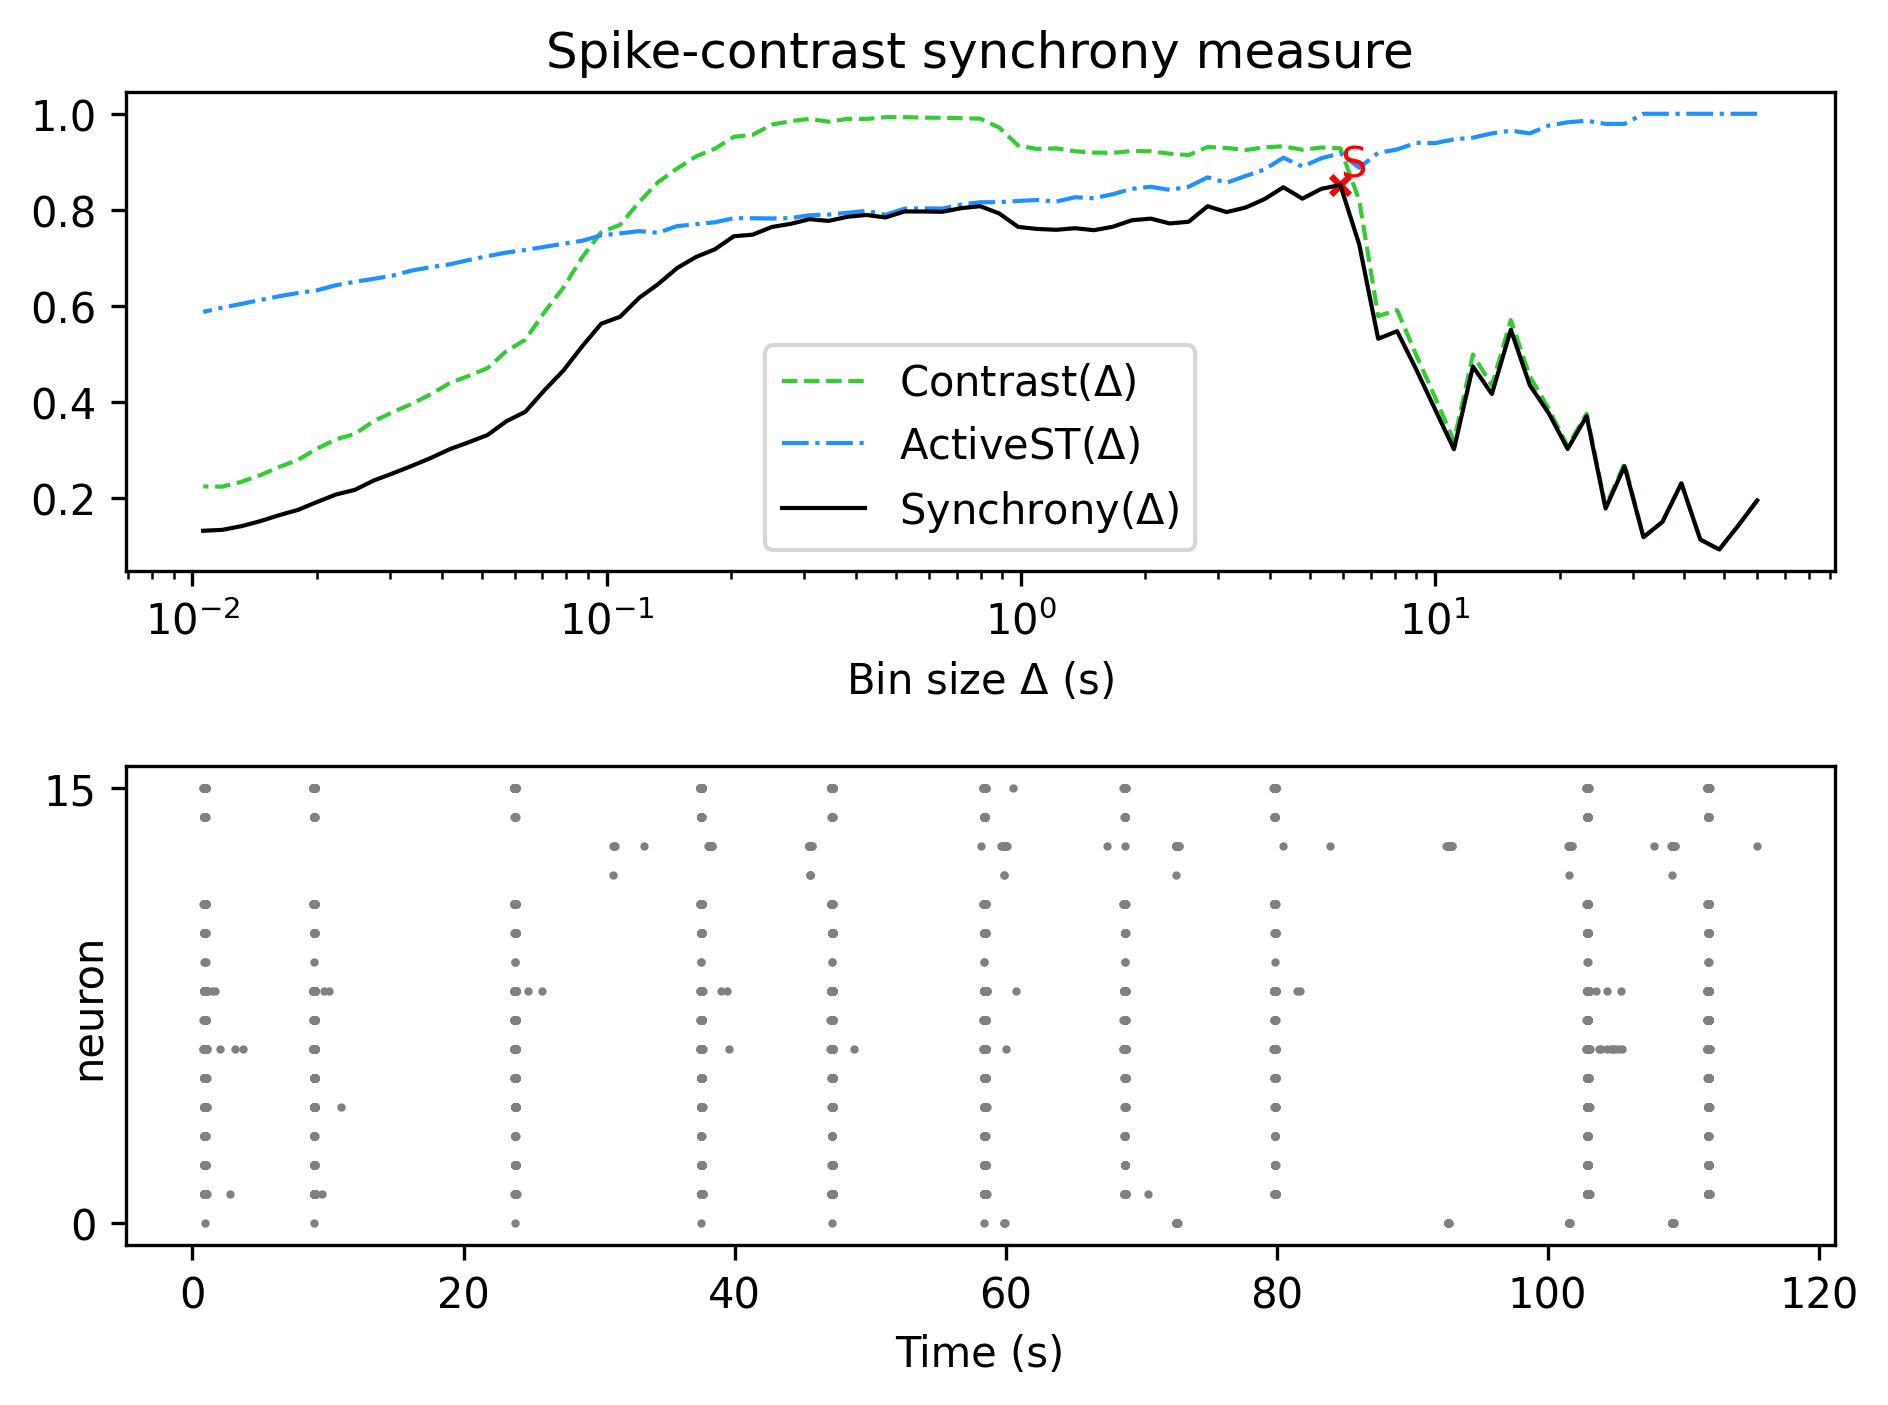 Spike-contrast synchrony measure
1.0
0.8
0.6
0.4
0.2
S
Contrast(Δ)
ActiveST(Δ)
Synchrony(Δ)
10⁻² 10⁻¹ 10⁰ 10¹
Bin size Δ (s)
15
neuron
0
0 20 40 60 80 100 120
Time (s)